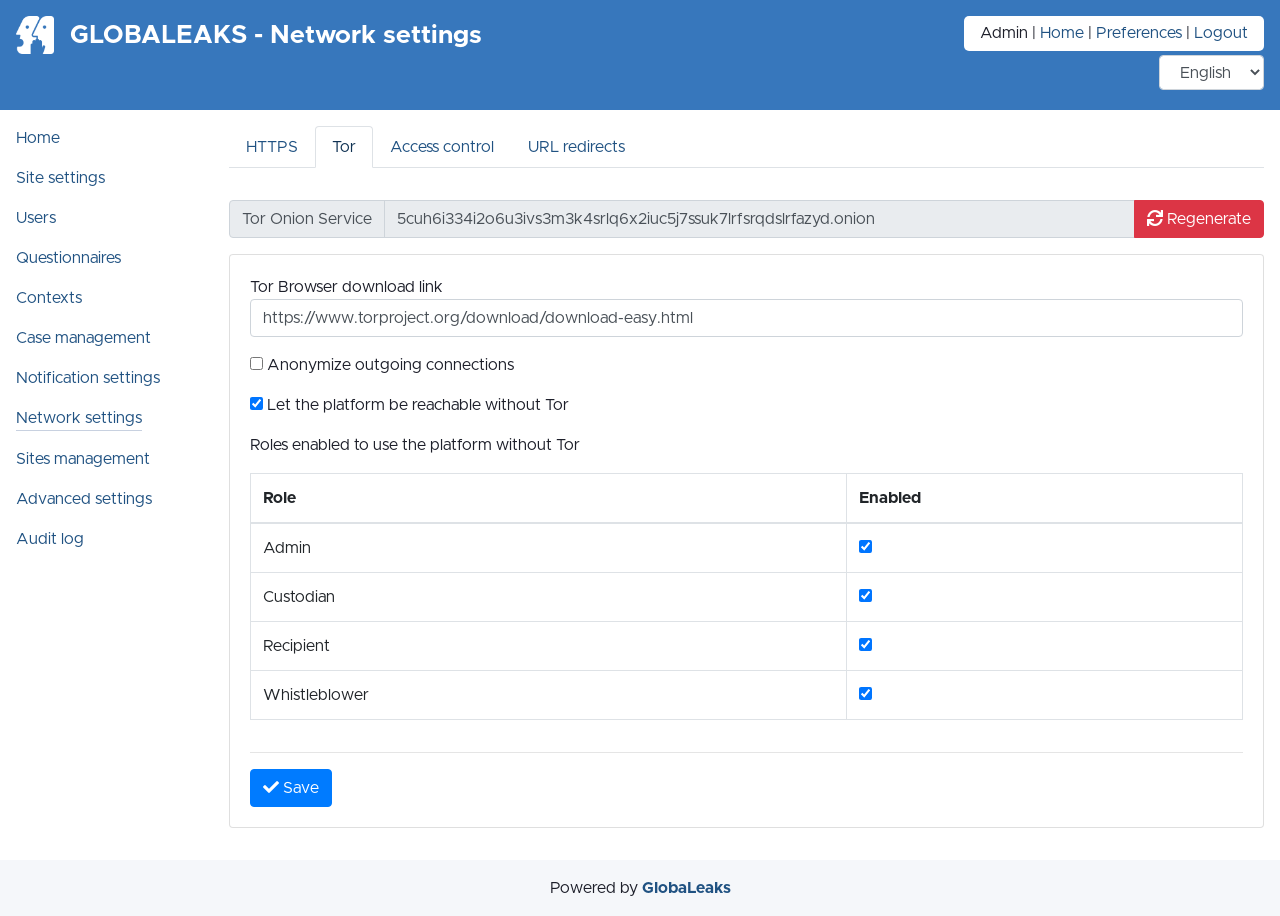 GLOBALEAKS - Network settings
Admin | Home | Preferences | Logout
English
Home
Site settings
Users
Questionnaires
Contexts
Case management
Notification settings
Network settings
Sites management
Advanced settings
Audit log
HTTPS Tor Access control URL redirects
Tor Onion Service 5cuh6i334i2o6u3ivs3m3k4srlq6x2iuc5j7ssuk7lrfsrqdslrfazyd.onion Regenerate
Tor Browser download link
https://www.torproject.org/download/download-easy.html
Anonymize outgoing connections
Let the platform be reachable without Tor
Roles enabled to use the platform without Tor
Role Enabled
Admin
Custodian
Recipient
Whistleblower
Save
Powered by GlobaLeaks